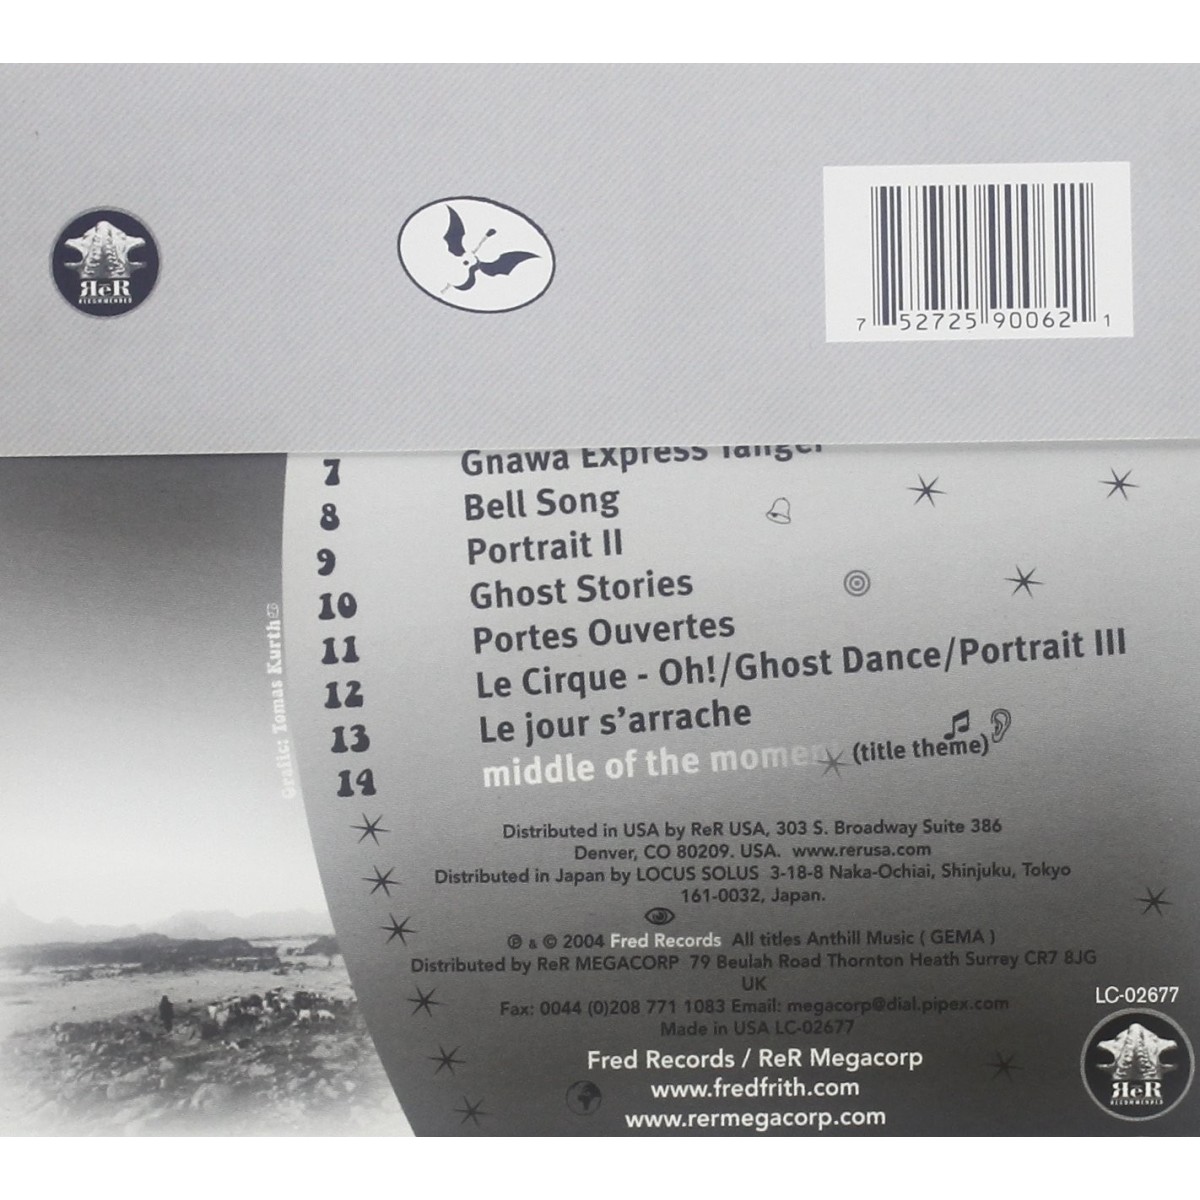 ЯēR
RECOMMENDED
7 52725 90062 1
7 Gnawa Express Tanger
8 Bell Song
9 Portrait II
10 Ghost Stories
11 Portes Ouvertes
12 Le Cirque - Oh!/Ghost Dance/Portrait III
13 Le jour s'arrache
14 middle of the moment (title theme)
Grafic: Tomas Kurth
Distributed in USA by ReR USA, 303 S. Broadway Suite 386
Denver, CO 80209. USA. www.rerusa.com
Distributed in Japan by LOCUS SOLUS 3-18-8 Naka-Ochiai, Shinjuku, Tokyo
161-0032, Japan.
℗ & © 2004 Fred Records All titles Anthill Music ( GEMA )
Distributed by ReR MEGACORP 79 Beulah Road Thornton Heath Surrey CR7 8JG
UK
Fax: 0044 (0)208 771 1083 Email: megacorp@dial.pipex.com
Made in USA LC-02677
Fred Records / ReR Megacorp
www.fredfrith.com
www.rermegacorp.com
LC-02677
ЯēR
RECOMMENDED